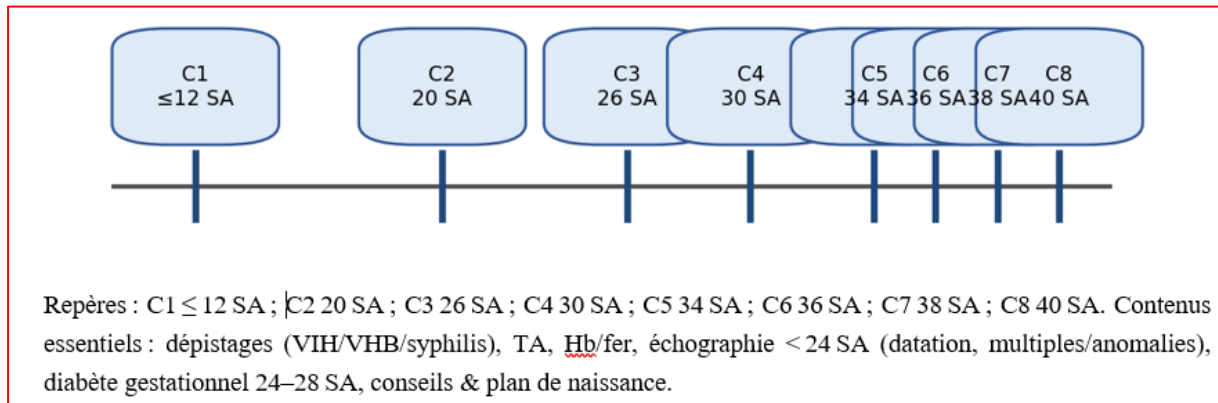 C1
≤12 SA
C2
20 SA
C3
26 SA
C4
30 SA
C5
34 SA
C6
36 SA
C7
38 SA
C8
40 SA
Repères : C1 ≤ 12 SA ; C2 20 SA ; C3 26 SA ; C4 30 SA ; C5 34 SA ; C6 36 SA ; C7 38 SA ; C8 40 SA. Contenus
essentiels : dépistages (VIH/VHB/syphilis), TA, Hb/fer, échographie < 24 SA (datation, multiples/anomalies),
diabète gestationnel 24–28 SA, conseils & plan de naissance.